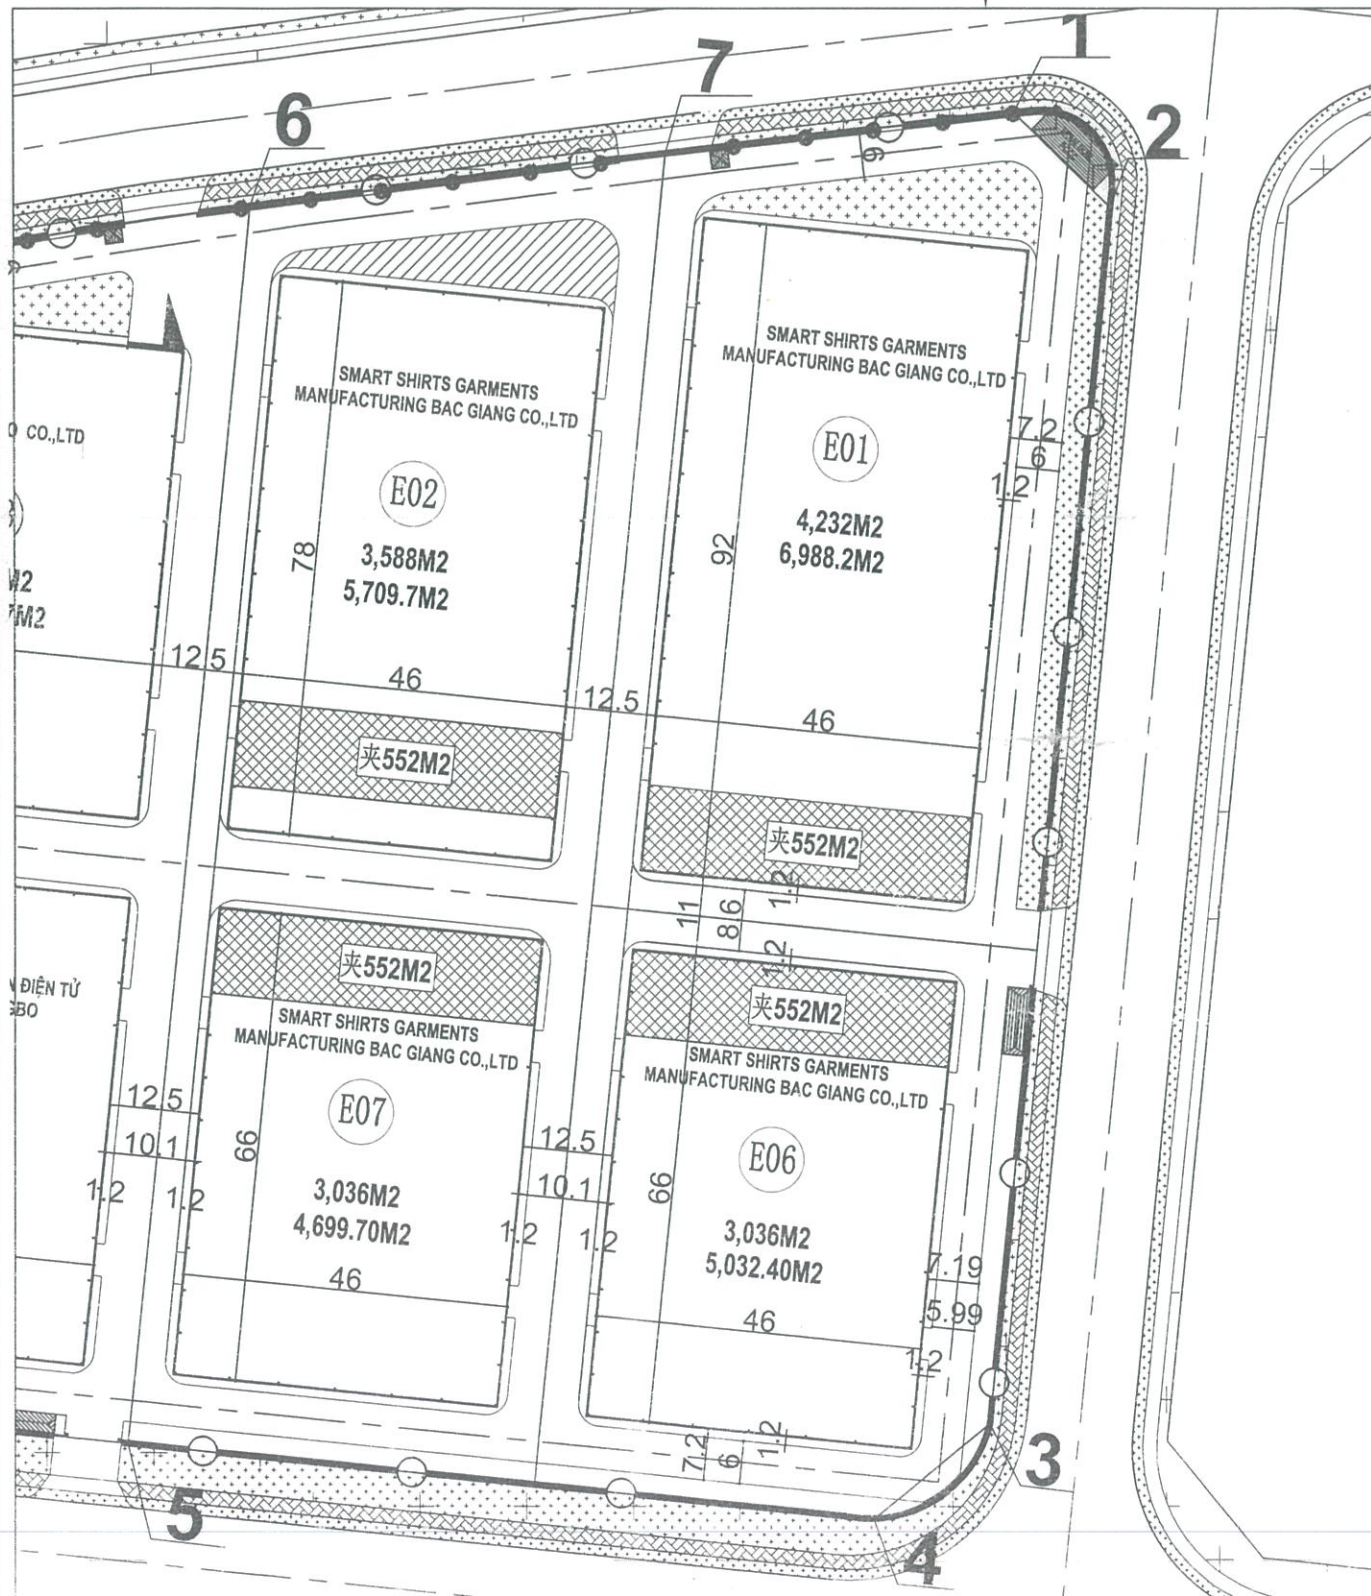 1
7
6
2
9
SMART SHIRTS GARMENTS
MANUFACTURING BAC GIANG CO.,LTD
E01
4,232M2
6,988.2M2
92
46
夹552M2
7.2
6
1.2
SMART SHIRTS GARMENTS
MANUFACTURING BAC GIANG CO.,LTD
E02
3,588M2
5,709.7M2
78
46
夹552M2
CO.,LTD
M2
12.5
12.5
11
8.6
1.2
1.2
夹552M2
SMART SHIRTS GARMENTS
MANUFACTURING BAC GIANG CO.,LTD
E07
3,036M2
4,699.70M2
66
46
夹552M2
SMART SHIRTS GARMENTS
MANUFACTURING BAC GIANG CO.,LTD
E06
3,036M2
5,032.40M2
66
46
ĐIỆN TỬ
12.5
10.1
1.2
1.2
12.5
10.1
1.2
1.2
7.19
5.99
1.2
7.2
6
1.2
3
5
4